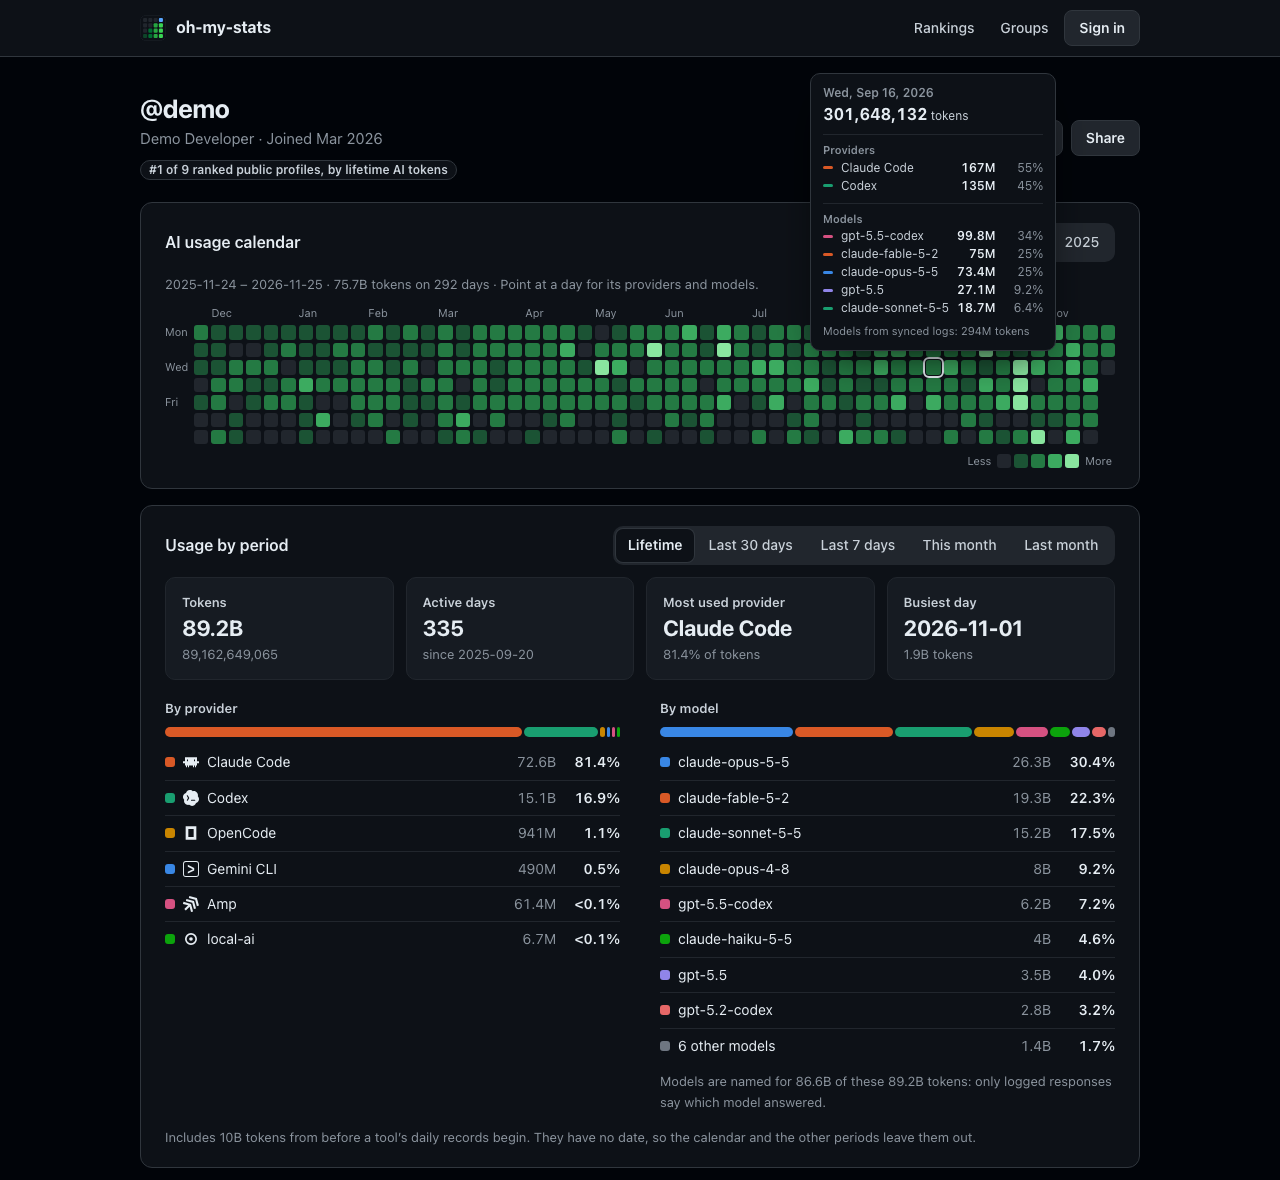 oh-my-stats
Rankings
Groups
Sign in
@demo
Demo Developer · Joined Mar 2026
#1 of 9 ranked public profiles, by lifetime AI tokens
Share
Wed, Sep 16, 2026
301,648,132 tokens
Providers
Claude Code 167M 55%
Codex 135M 45%
Models
gpt-5.5-codex 99.8M 34%
claude-fable-5-2 75M 25%
claude-opus-5-5 73.4M 25%
gpt-5.5 27.1M 9.2%
claude-sonnet-5-5 18.7M 6.4%
Models from synced logs: 294M tokens
AI usage calendar
2025
2025-11-24 – 2026-11-25 · 75.7B tokens on 292 days · Point at a day for its providers and models.
Dec Jan Feb Mar Apr May Jun Jul
Mon
Wed
Fri
Less More
Usage by period
Lifetime Last 30 days Last 7 days This month Last month
Tokens
89.2B
89,162,649,065
Active days
335
since 2025-09-20
Most used provider
Claude Code
81.4% of tokens
Busiest day
2026-11-01
1.9B tokens
By provider
Claude Code 72.6B 81.4%
Codex 15.1B 16.9%
OpenCode 941M 1.1%
Gemini CLI 490M 0.5%
Amp 61.4M <0.1%
local-ai 6.7M <0.1%
By model
claude-opus-5-5 26.3B 30.4%
claude-fable-5-2 19.3B 22.3%
claude-sonnet-5-5 15.2B 17.5%
claude-opus-4-8 8B 9.2%
gpt-5.5-codex 6.2B 7.2%
claude-haiku-5-5 4B 4.6%
gpt-5.5 3.5B 4.0%
gpt-5.2-codex 2.8B 3.2%
6 other models 1.4B 1.7%
Models are named for 86.6B of these 89.2B tokens: only logged responses
say which model answered.
Includes 10B tokens from before a tool's daily records begin. They have no date, so the calendar and the other periods leave them out.